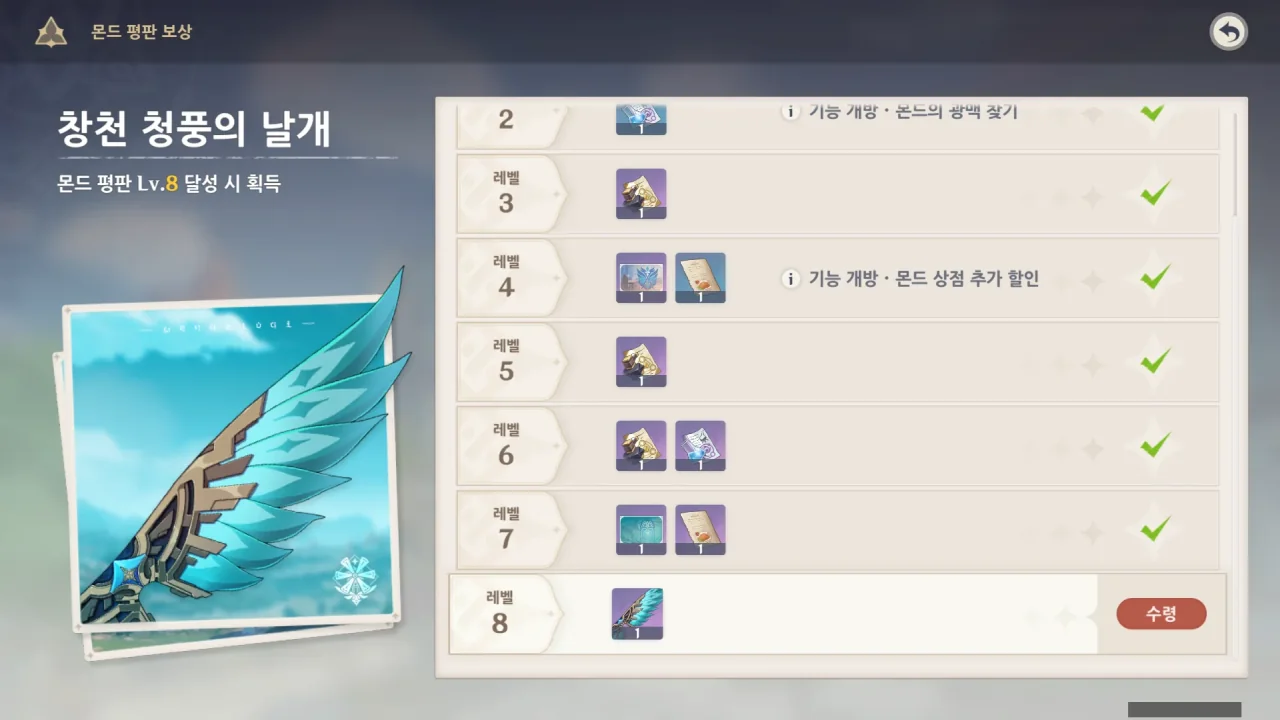 몬드 평판 보상
창천 청풍의 날개
몬드 평판 Lv.8 달성 시 획득
2
1
기능 개방 · 몬드의 광맥 찾기
레벨
3
1
레벨
4
1
1
기능 개방 · 몬드 상점 추가 할인
레벨
5
1
레벨
6
1
1
레벨
7
1
1
레벨
8
1
수령